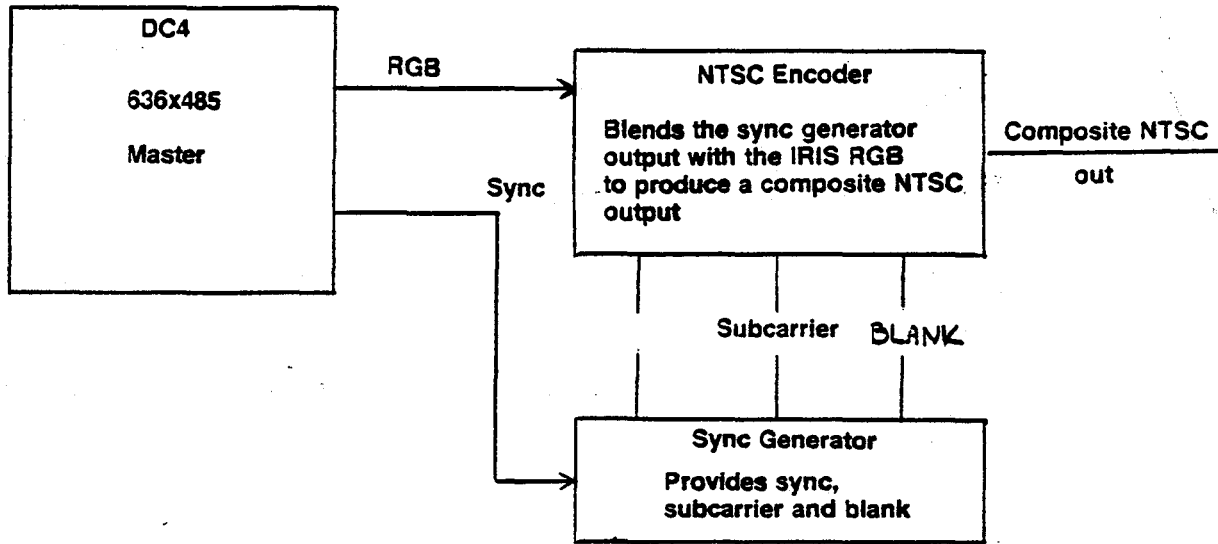 DC4
636x485
Master
RGB
Sync
NTSC Encoder
Blends the sync generator
output with the IRIS RGB
to produce a composite NTSC
output
Composite NTSC
out
Subcarrier
BLANK
Sync Generator
Provides sync,
subcarrier and blank